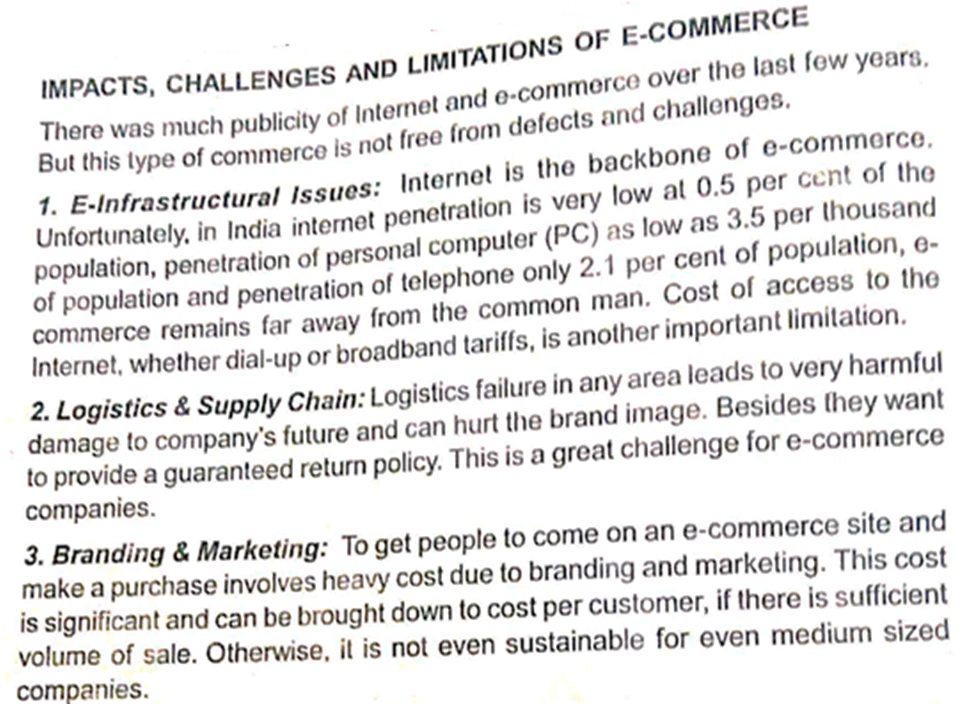 IMPACTS, CHALLENGES AND LIMITATIONS OF E-COMMERCE
There was much publicity of Internet and e-commerce over the last few years.
But this type of commerce is not free from defects and challenges.
1. E-Infrastructural Issues: Internet is the backbone of e-commerce.
Unfortunately, in India internet penetration is very low at 0.5 per cent of the
population, penetration of personal computer (PC) as low as 3.5 per thousand
of population and penetration of telephone only 2.1 per cent of population, e-
commerce remains far away from the common man. Cost of access to the
Internet, whether dial-up or broadband tariffs, is another important limitation.
2. Logistics & Supply Chain: Logistics failure in any area leads to very harmful
damage to company's future and can hurt the brand image. Besides they want
to provide a guaranteed return policy. This is a great challenge for e-commerce
companies.
3. Branding & Marketing: To get people to come on an e-commerce site and
make a purchase involves heavy cost due to branding and marketing. This cost
is significant and can be brought down to cost per customer, if there is sufficient
volume of sale. Otherwise, it is not even sustainable for even medium sized
companies.